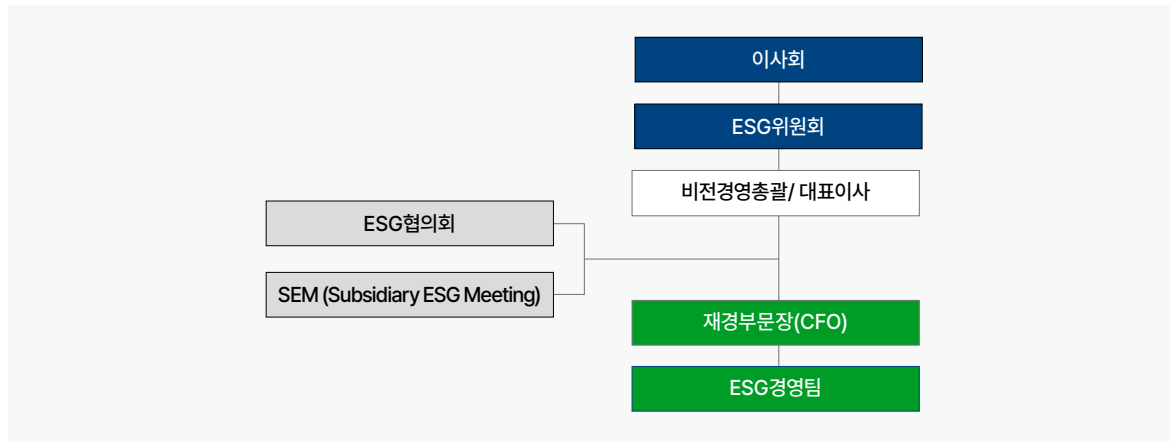 이사회
ESG위원회
비전경영총괄/ 대표이사
ESG협의회
SEM (Subsidiary ESG Meeting)
재경부문장(CFO)
ESG경영팀